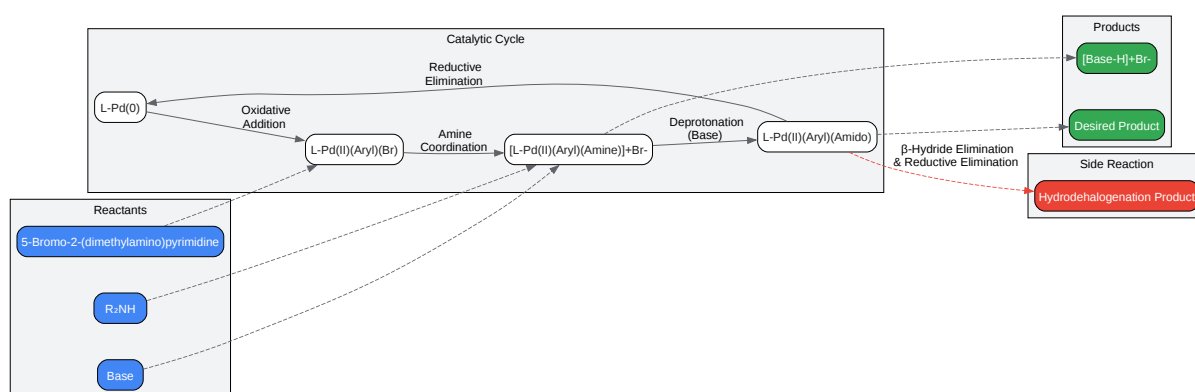 Catalytic Cycle
Reductive
Elimination
L-Pd(0)
Oxidative
Addition
L-Pd(II)(Aryl)(Br)
Amine
Coordination
[L-Pd(II)(Aryl)(Amine)]+Br-
Deprotonation
(Base)
L-Pd(II)(Aryl)(Amido)
Products
[Base-H]+Br-
Desired Product
β-Hydride Elimination
& Reductive Elimination
Side Reaction
Hydrodehalogenation Product
Reactants
5-Bromo-2-(dimethylamino)pyrimidine
R₂NH
Base